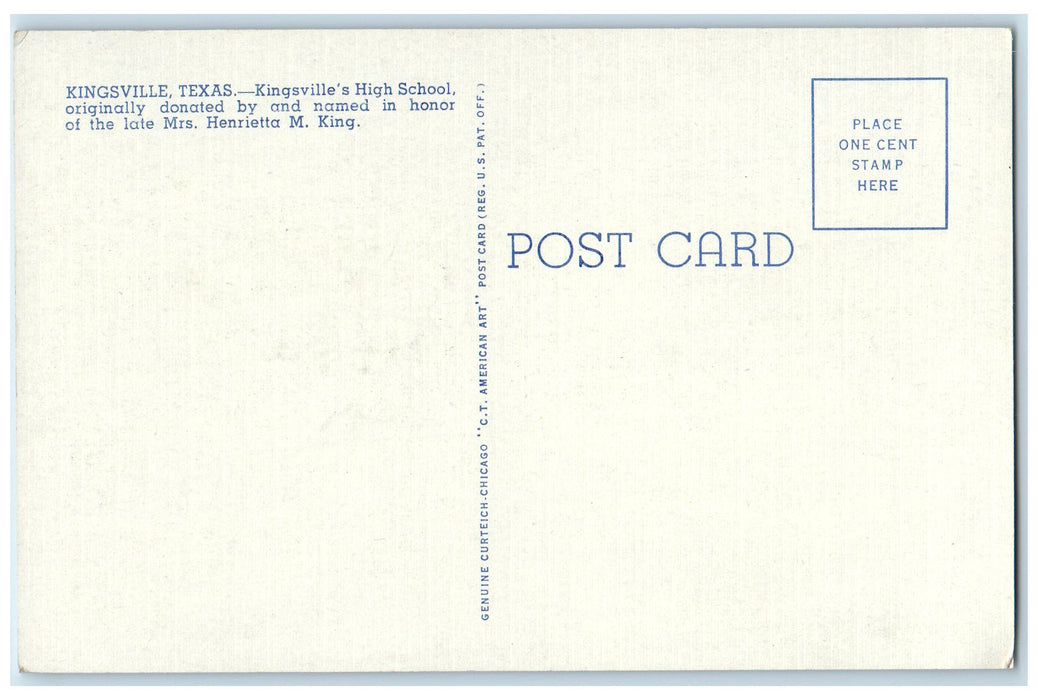 KINGSVILLE, TEXAS.—Kingsville's High School,
originally donated by and named in honor
of the late Mrs. Henrietta M. King.
GENUINE CURTEICH-CHICAGO "C.T. AMERICAN ART" POST CARD (REG. U.S. PAT. OFF.)
POST CARD
PLACE
ONE CENT
STAMP
HERE